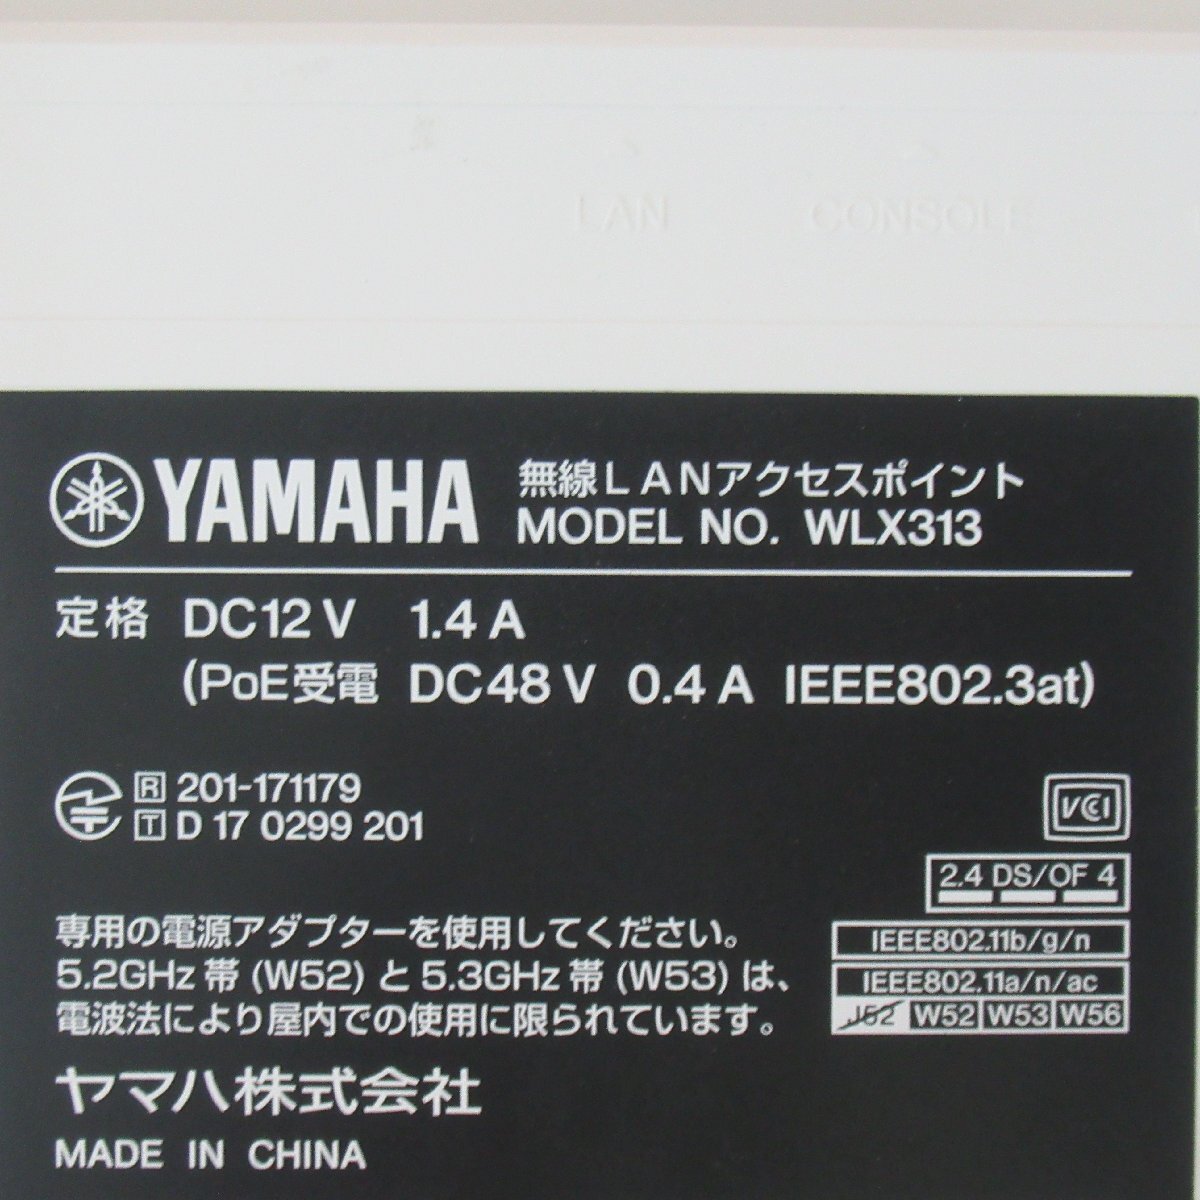 LAN CONSOLE
YAMAHA 無線LANアクセスポイント
MODEL NO. WLX313
定格 DC12V 1.4A
(PoE受電 DC48V 0.4A IEEE802.3at)
R 201-171179
T D 17 0299 201
VCI
2.4 DS/OF 4
専用の電源アダプターを使用してください。
5.2GHz帯(W52)と5.3GHz帯(W53)は、
電波法により屋内での使用に限られています。
IEEE802.11b/g/n
IEEE802.11a/n/ac
J52 W52 W53 W56
ヤマハ株式会社
MADE IN CHINA